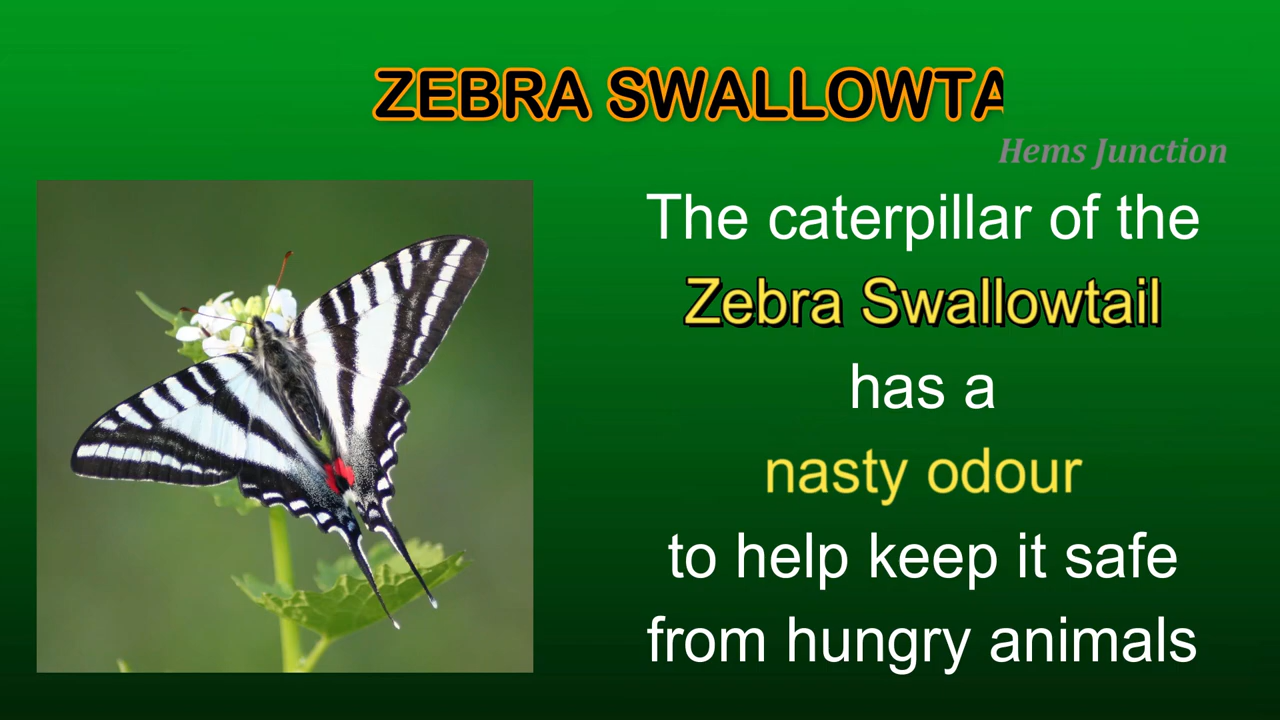 ZEBRA SWALLOWTA
Hems Junction
The caterpillar of the
Zebra Swallowtail
has a
nasty odour
to help keep it safe
from hungry animals